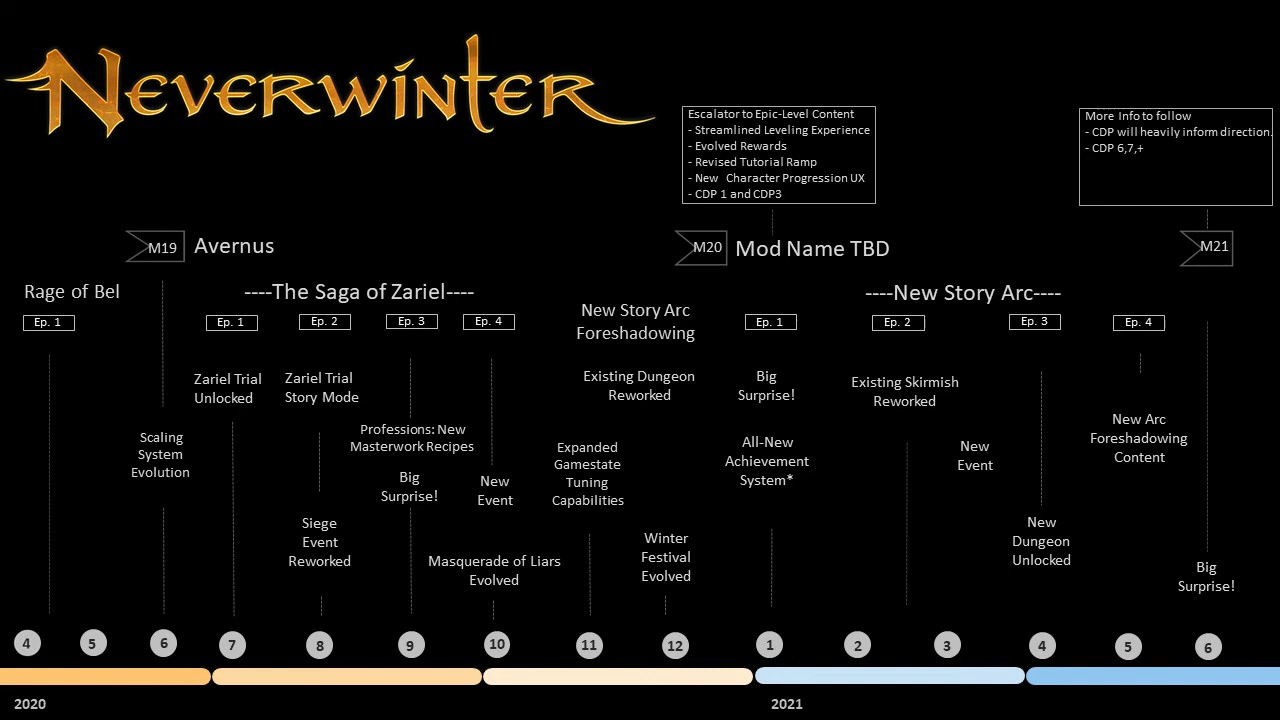 NEVERWINTER
Escalator to Epic-Level Content
- Streamlined Leveling Experience
- Evolved Rewards
- Revised Tutorial Ramp
- New Character Progression UX
- CDP 1 and CDP3
More Info to follow
- CDP will heavily inform direction.
- CDP 6,7,+
M19
Avernus
M20
Mod Name TBD
M21
Rage of Bel
----The Saga of Zariel----
New Story Arc
Foreshadowing
----New Story Arc----
Ep. 1
Ep. 1
Ep. 2
Ep. 3
Ep. 4
Ep. 1
Ep. 2
Ep. 3
Ep. 4
Zariel Trial
Unlocked
Zariel Trial
Story Mode
Existing Dungeon
Reworked
Big
Surprise!
Existing Skirmish
Reworked
Scaling
System
Evolution
Professions: New
Masterwork Recipes
Big
Surprise!
New
Event
Expanded
Gamestate
Tuning
Capabilities
All-New
Achievement
System*
New
Event
New Arc
Foreshadowing
Content
Siege
Event
Reworked
Masquerade of Liars
Evolved
Winter
Festival
Evolved
New
Dungeon
Unlocked
Big
Surprise!
4
5
6
7
8
9
10
11
12
1
2
3
4
5
6
2020
2021